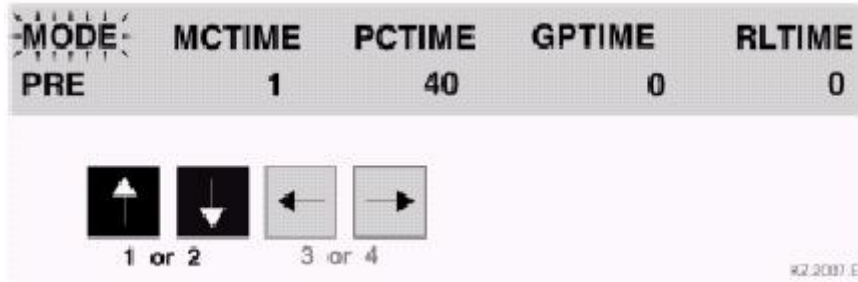 MODE MCTIME PCTIME GPTIME RLTIME
PRE 1 40 0 0
1 or 2 3 or 4